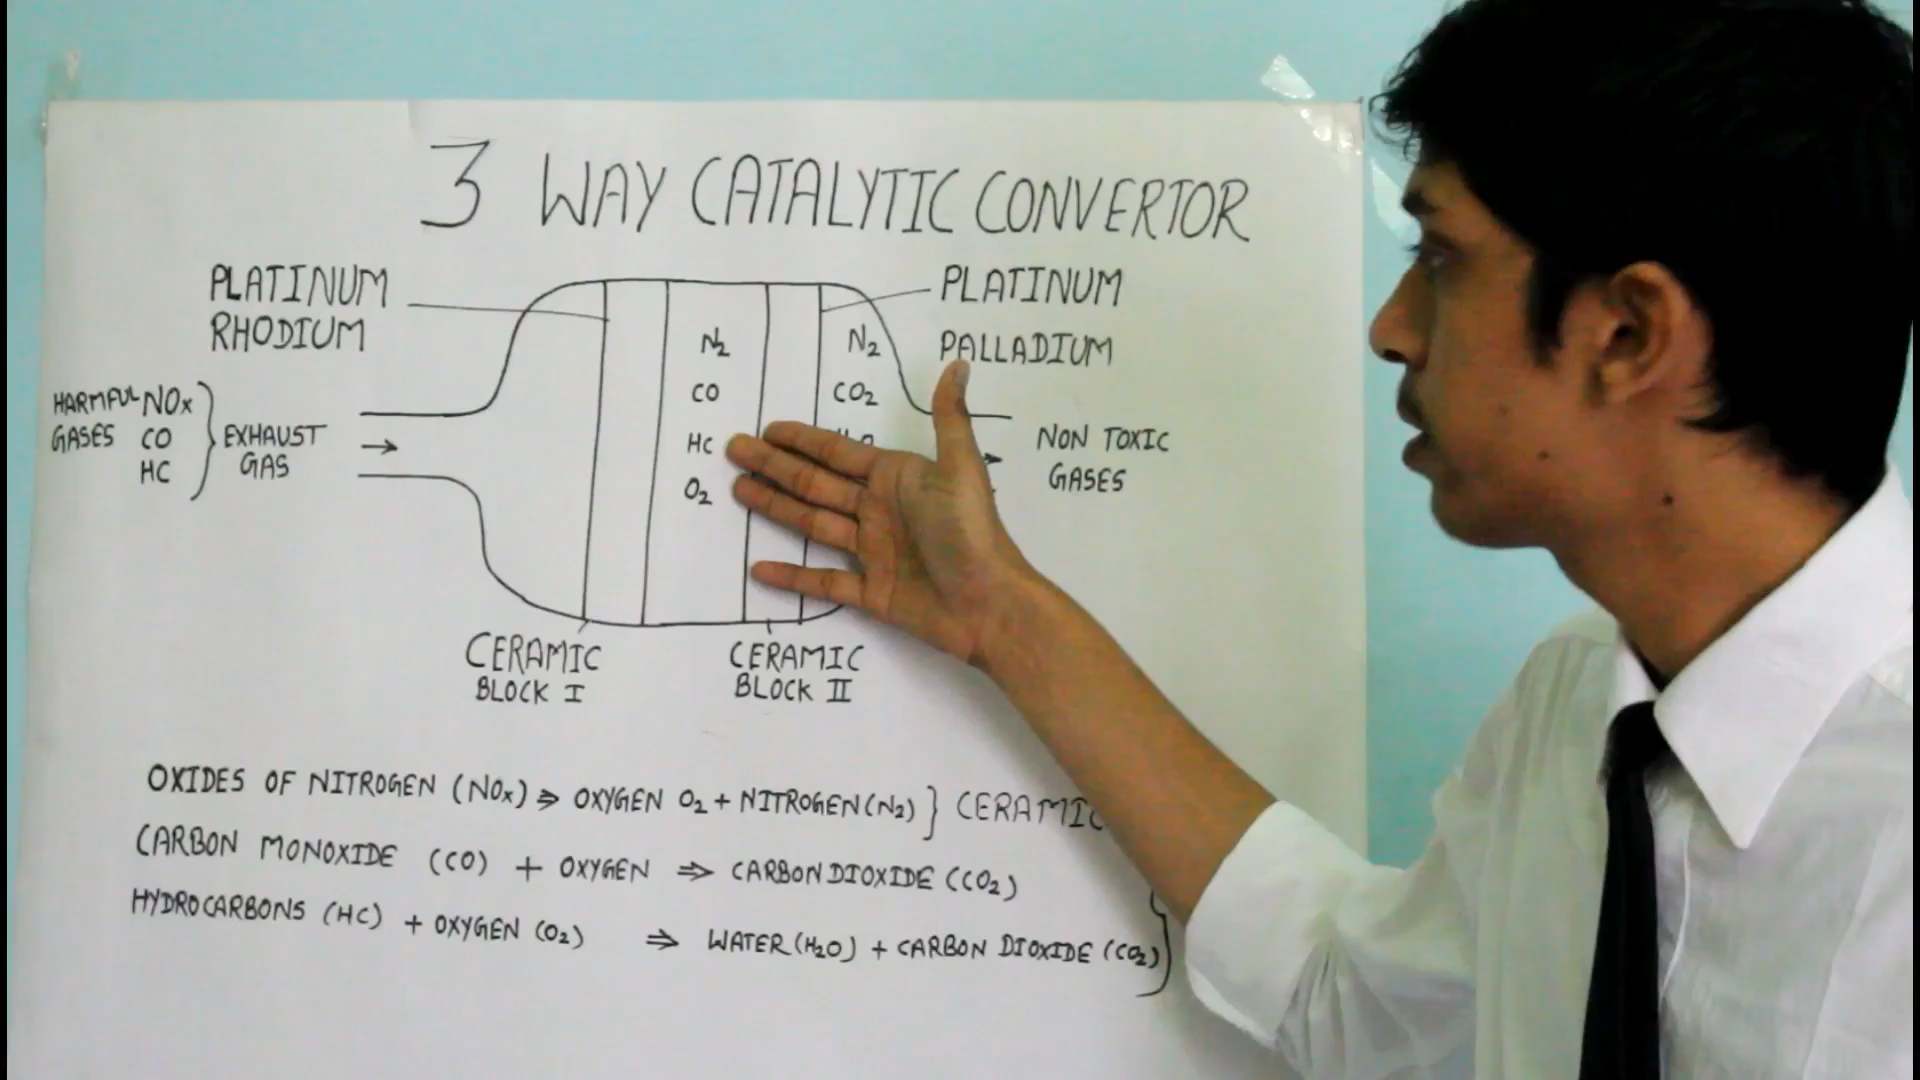 3 WAY CATALYTIC CONVERTOR
PLATINUM
RHODIUM
PLATINUM
PALLADIUM
HARMFUL NOx
GASES CO
HC
EXHAUST
GAS
N2
CO
HC
O2
N2
CO2
NON TOXIC
GASES
CERAMIC
BLOCK I
CERAMIC
BLOCK II
OXIDES OF NITROGEN (NOx) ⇒ OXYGEN O2 + NITROGEN (N2) } CERAMIC
CARBON MONOXIDE (CO) + OXYGEN ⇒ CARBON DIOXIDE (CO2)
HYDROCARBONS (HC) + OXYGEN (O2) ⇒ WATER (H2O) + CARBON DIOXIDE (CO2)